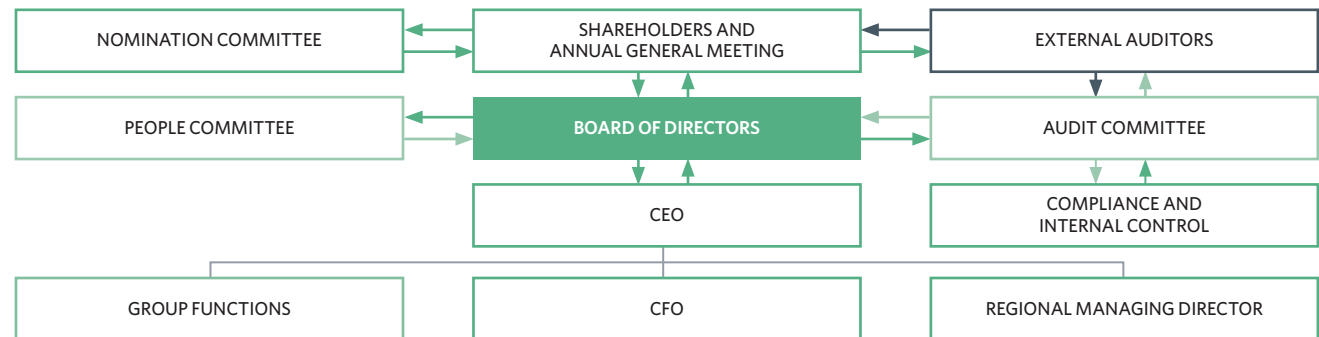 NOMINATION COMMITTEE
SHAREHOLDERS AND
ANNUAL GENERAL MEETING
EXTERNAL AUDITORS
PEOPLE COMMITTEE
BOARD OF DIRECTORS
AUDIT COMMITTEE
CEO
COMPLIANCE AND
INTERNAL CONTROL
GROUP FUNCTIONS
CFO
REGIONAL MANAGING DIRECTOR